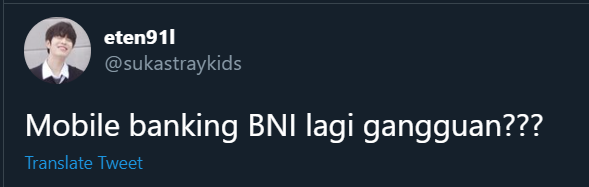 eten91l
@sukastraykids
Mobile banking BNI lagi gangguan???
Translate Tweet